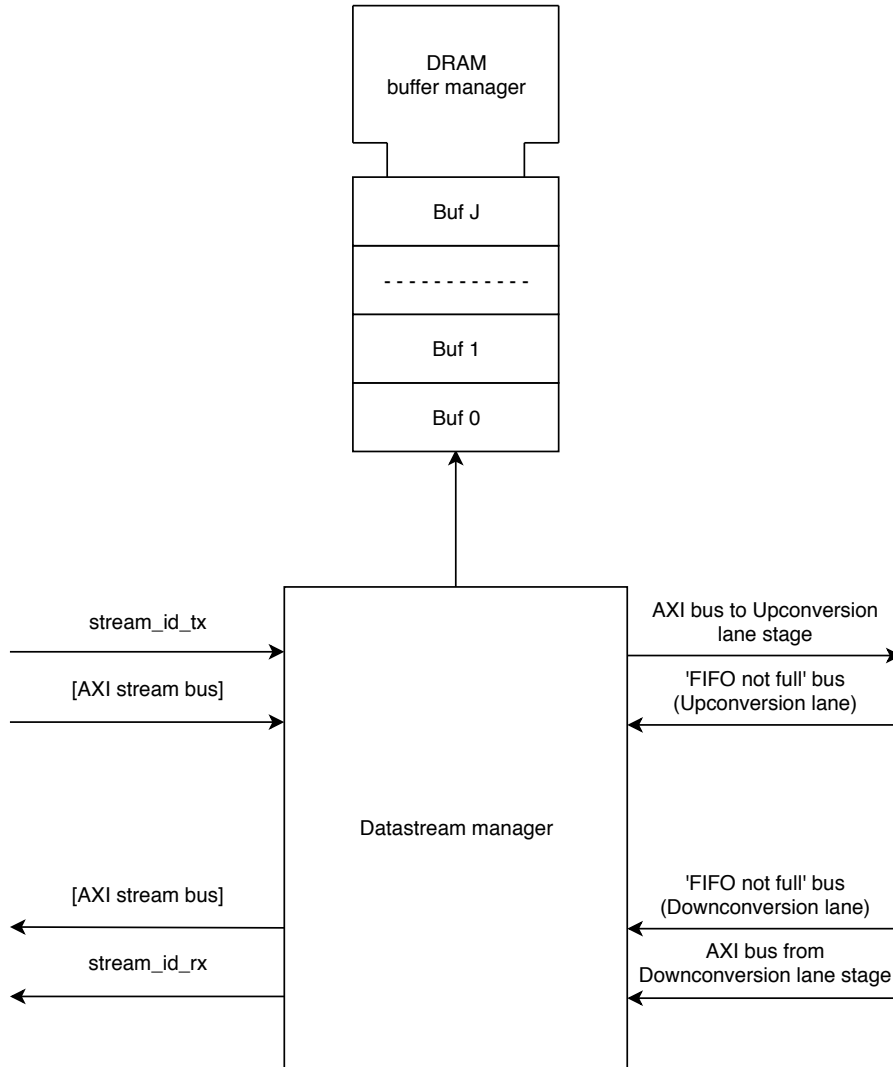 DRAM
buffer manager
Buf J
Buf 1
Buf 0
stream_id_tx
[AXI stream bus]
AXI bus to Upconversion
lane stage
'FIFO not full' bus
(Upconversion lane)
Datastream manager
[AXI stream bus]
stream_id_rx
'FIFO not full' bus
(Downconversion lane)
AXI bus from
Downconversion lane stage